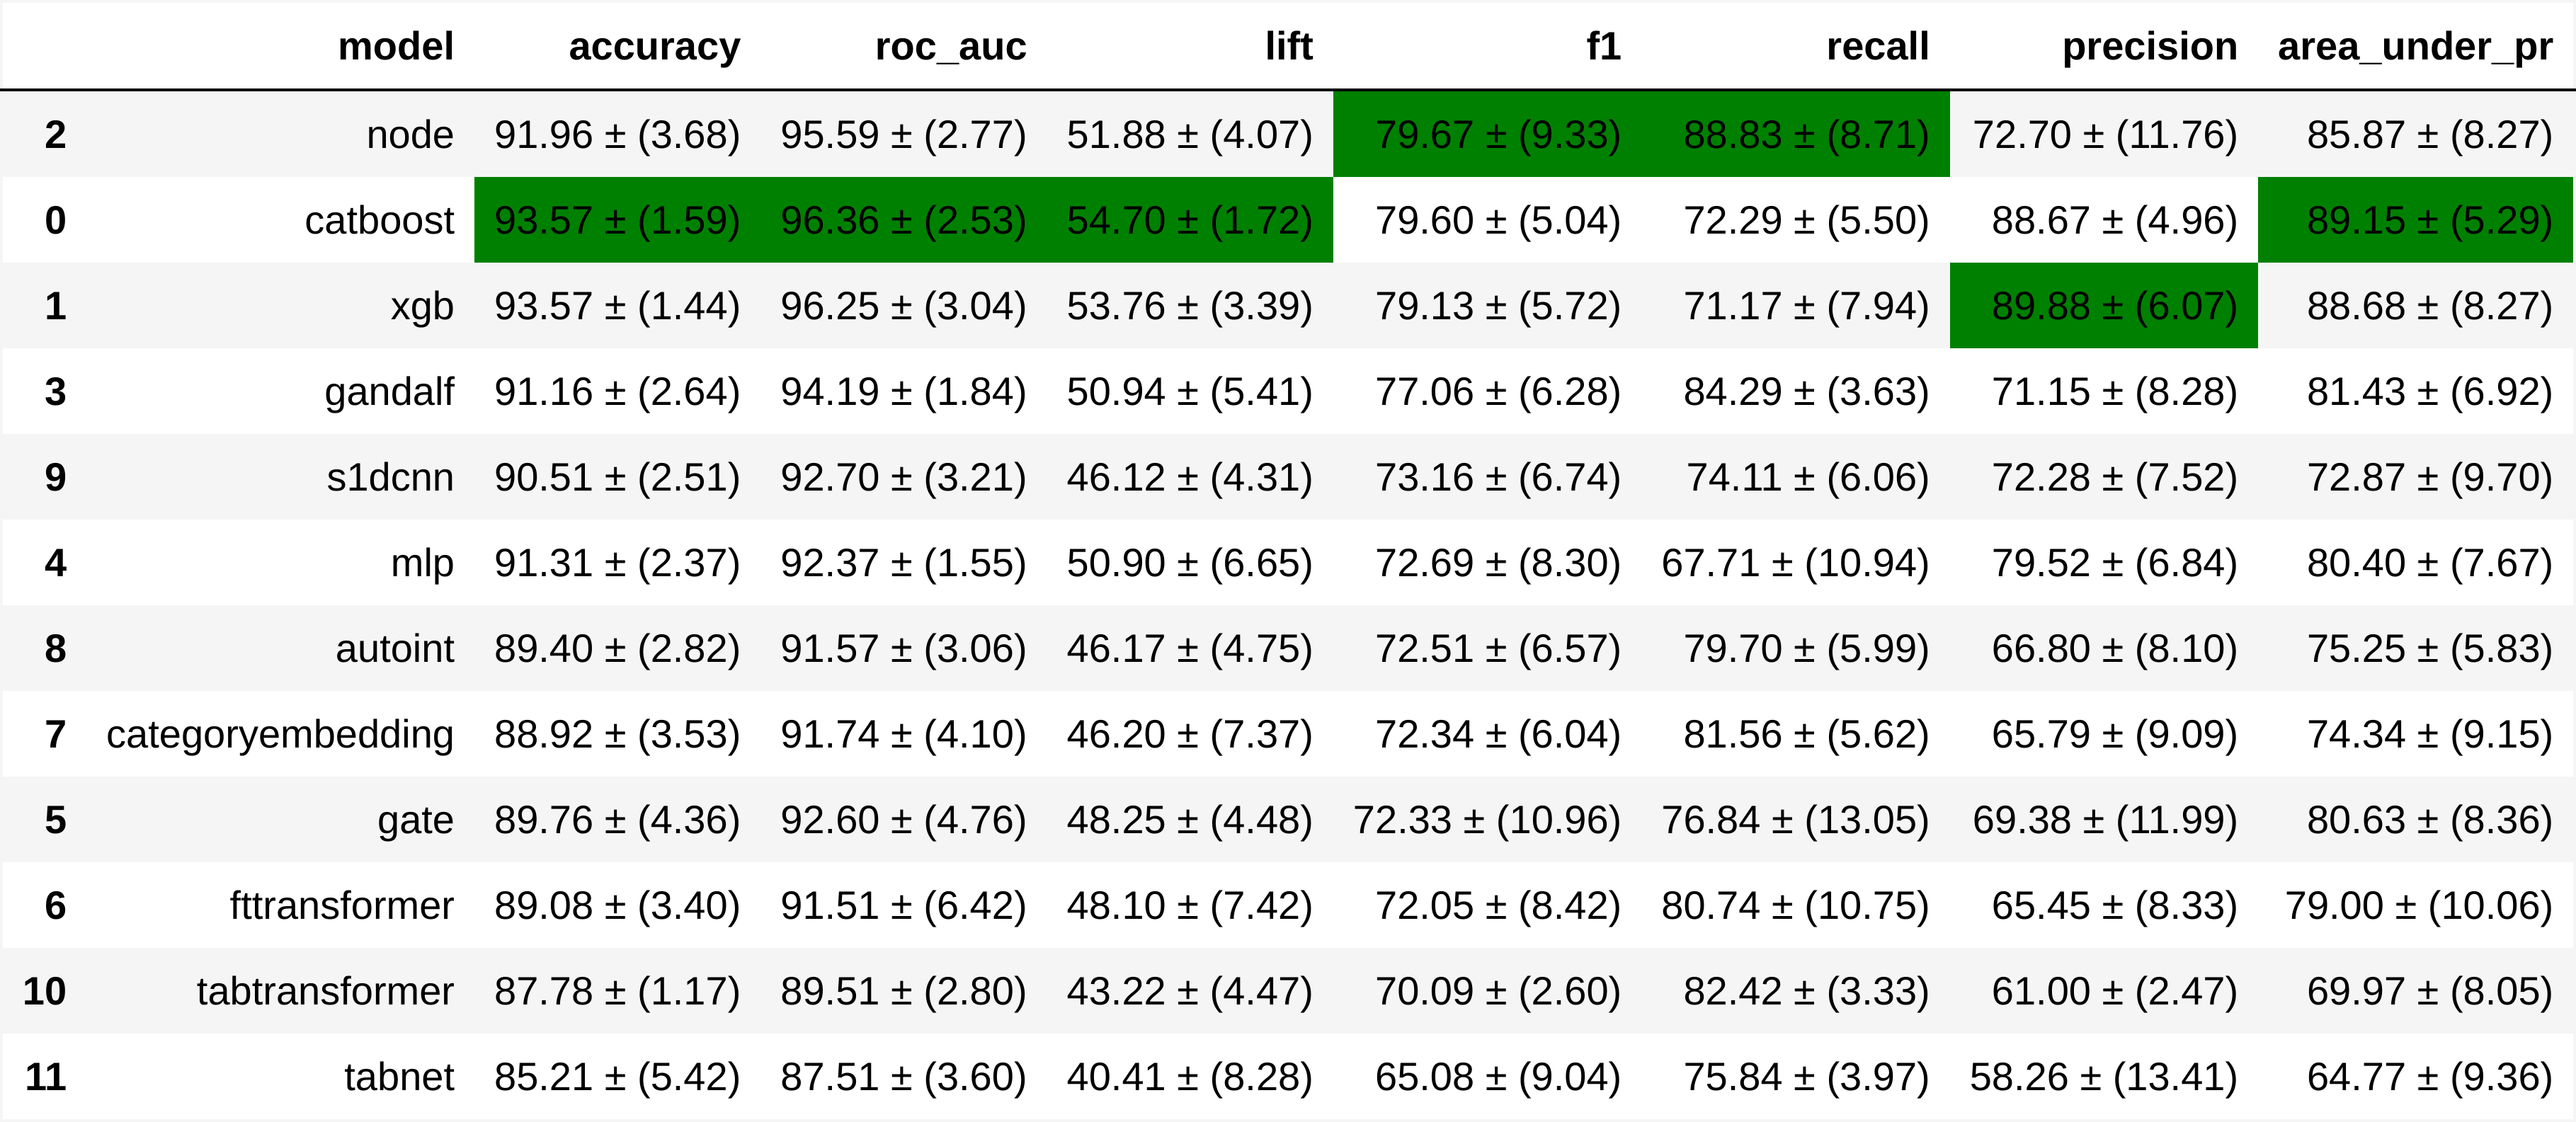 model accuracy roc_auc lift f1 recall precision area_under_pr
2 node 91.96 ± (3.68) 95.59 ± (2.77) 51.88 ± (4.07) 79.67 ± (9.33) 88.83 ± (8.71) 72.70 ± (11.76) 85.87 ± (8.27)
0 catboost 93.57 ± (1.59) 96.36 ± (2.53) 54.70 ± (1.72) 79.60 ± (5.04) 72.29 ± (5.50) 88.67 ± (4.96) 89.15 ± (5.29)
1 xgb 93.57 ± (1.44) 96.25 ± (3.04) 53.76 ± (3.39) 79.13 ± (5.72) 71.17 ± (7.94) 89.88 ± (6.07) 88.68 ± (8.27)
3 gandalf 91.16 ± (2.64) 94.19 ± (1.84) 50.94 ± (5.41) 77.06 ± (6.28) 84.29 ± (3.63) 71.15 ± (8.28) 81.43 ± (6.92)
9 s1dcnn 90.51 ± (2.51) 92.70 ± (3.21) 46.12 ± (4.31) 73.16 ± (6.74) 74.11 ± (6.06) 72.28 ± (7.52) 72.87 ± (9.70)
4 mlp 91.31 ± (2.37) 92.37 ± (1.55) 50.90 ± (6.65) 72.69 ± (8.30) 67.71 ± (10.94) 79.52 ± (6.84) 80.40 ± (7.67)
8 autoint 89.40 ± (2.82) 91.57 ± (3.06) 46.17 ± (4.75) 72.51 ± (6.57) 79.70 ± (5.99) 66.80 ± (8.10) 75.25 ± (5.83)
7 categoryembedding 88.92 ± (3.53) 91.74 ± (4.10) 46.20 ± (7.37) 72.34 ± (6.04) 81.56 ± (5.62) 65.79 ± (9.09) 74.34 ± (9.15)
5 gate 89.76 ± (4.36) 92.60 ± (4.76) 48.25 ± (4.48) 72.33 ± (10.96) 76.84 ± (13.05) 69.38 ± (11.99) 80.63 ± (8.36)
6 fttransformer 89.08 ± (3.40) 91.51 ± (6.42) 48.10 ± (7.42) 72.05 ± (8.42) 80.74 ± (10.75) 65.45 ± (8.33) 79.00 ± (10.06)
10 tabtransformer 87.78 ± (1.17) 89.51 ± (2.80) 43.22 ± (4.47) 70.09 ± (2.60) 82.42 ± (3.33) 61.00 ± (2.47) 69.97 ± (8.05)
11 tabnet 85.21 ± (5.42) 87.51 ± (3.60) 40.41 ± (8.28) 65.08 ± (9.04) 75.84 ± (3.97) 58.26 ± (13.41) 64.77 ± (9.36)